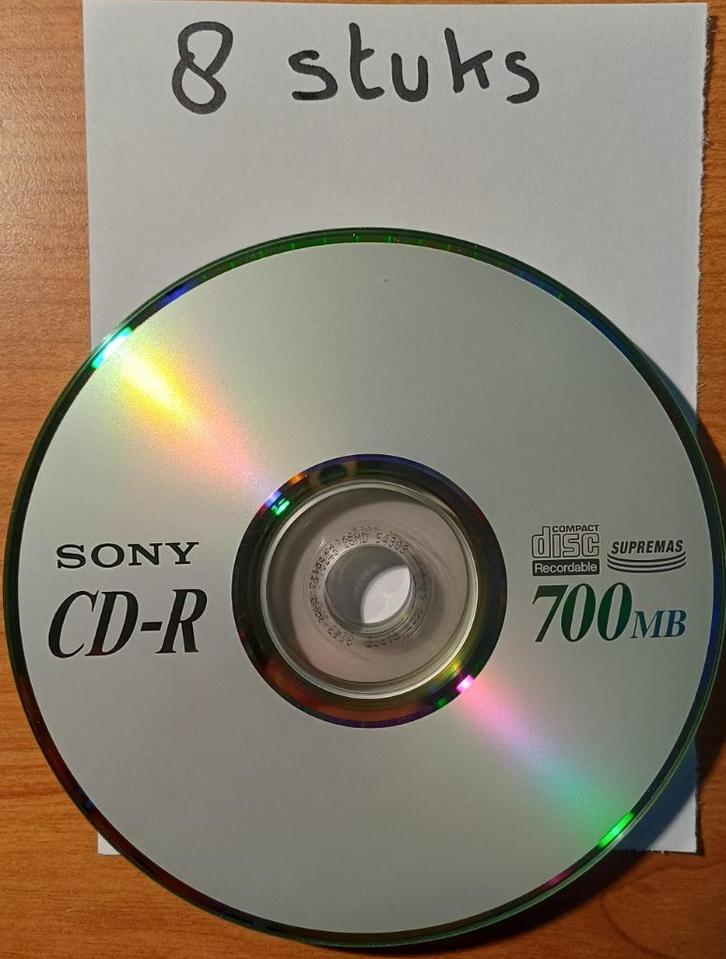 8 stuks
SONY
CD-R
COMPACT
disc
Recordable
SUPREMAS
700MB